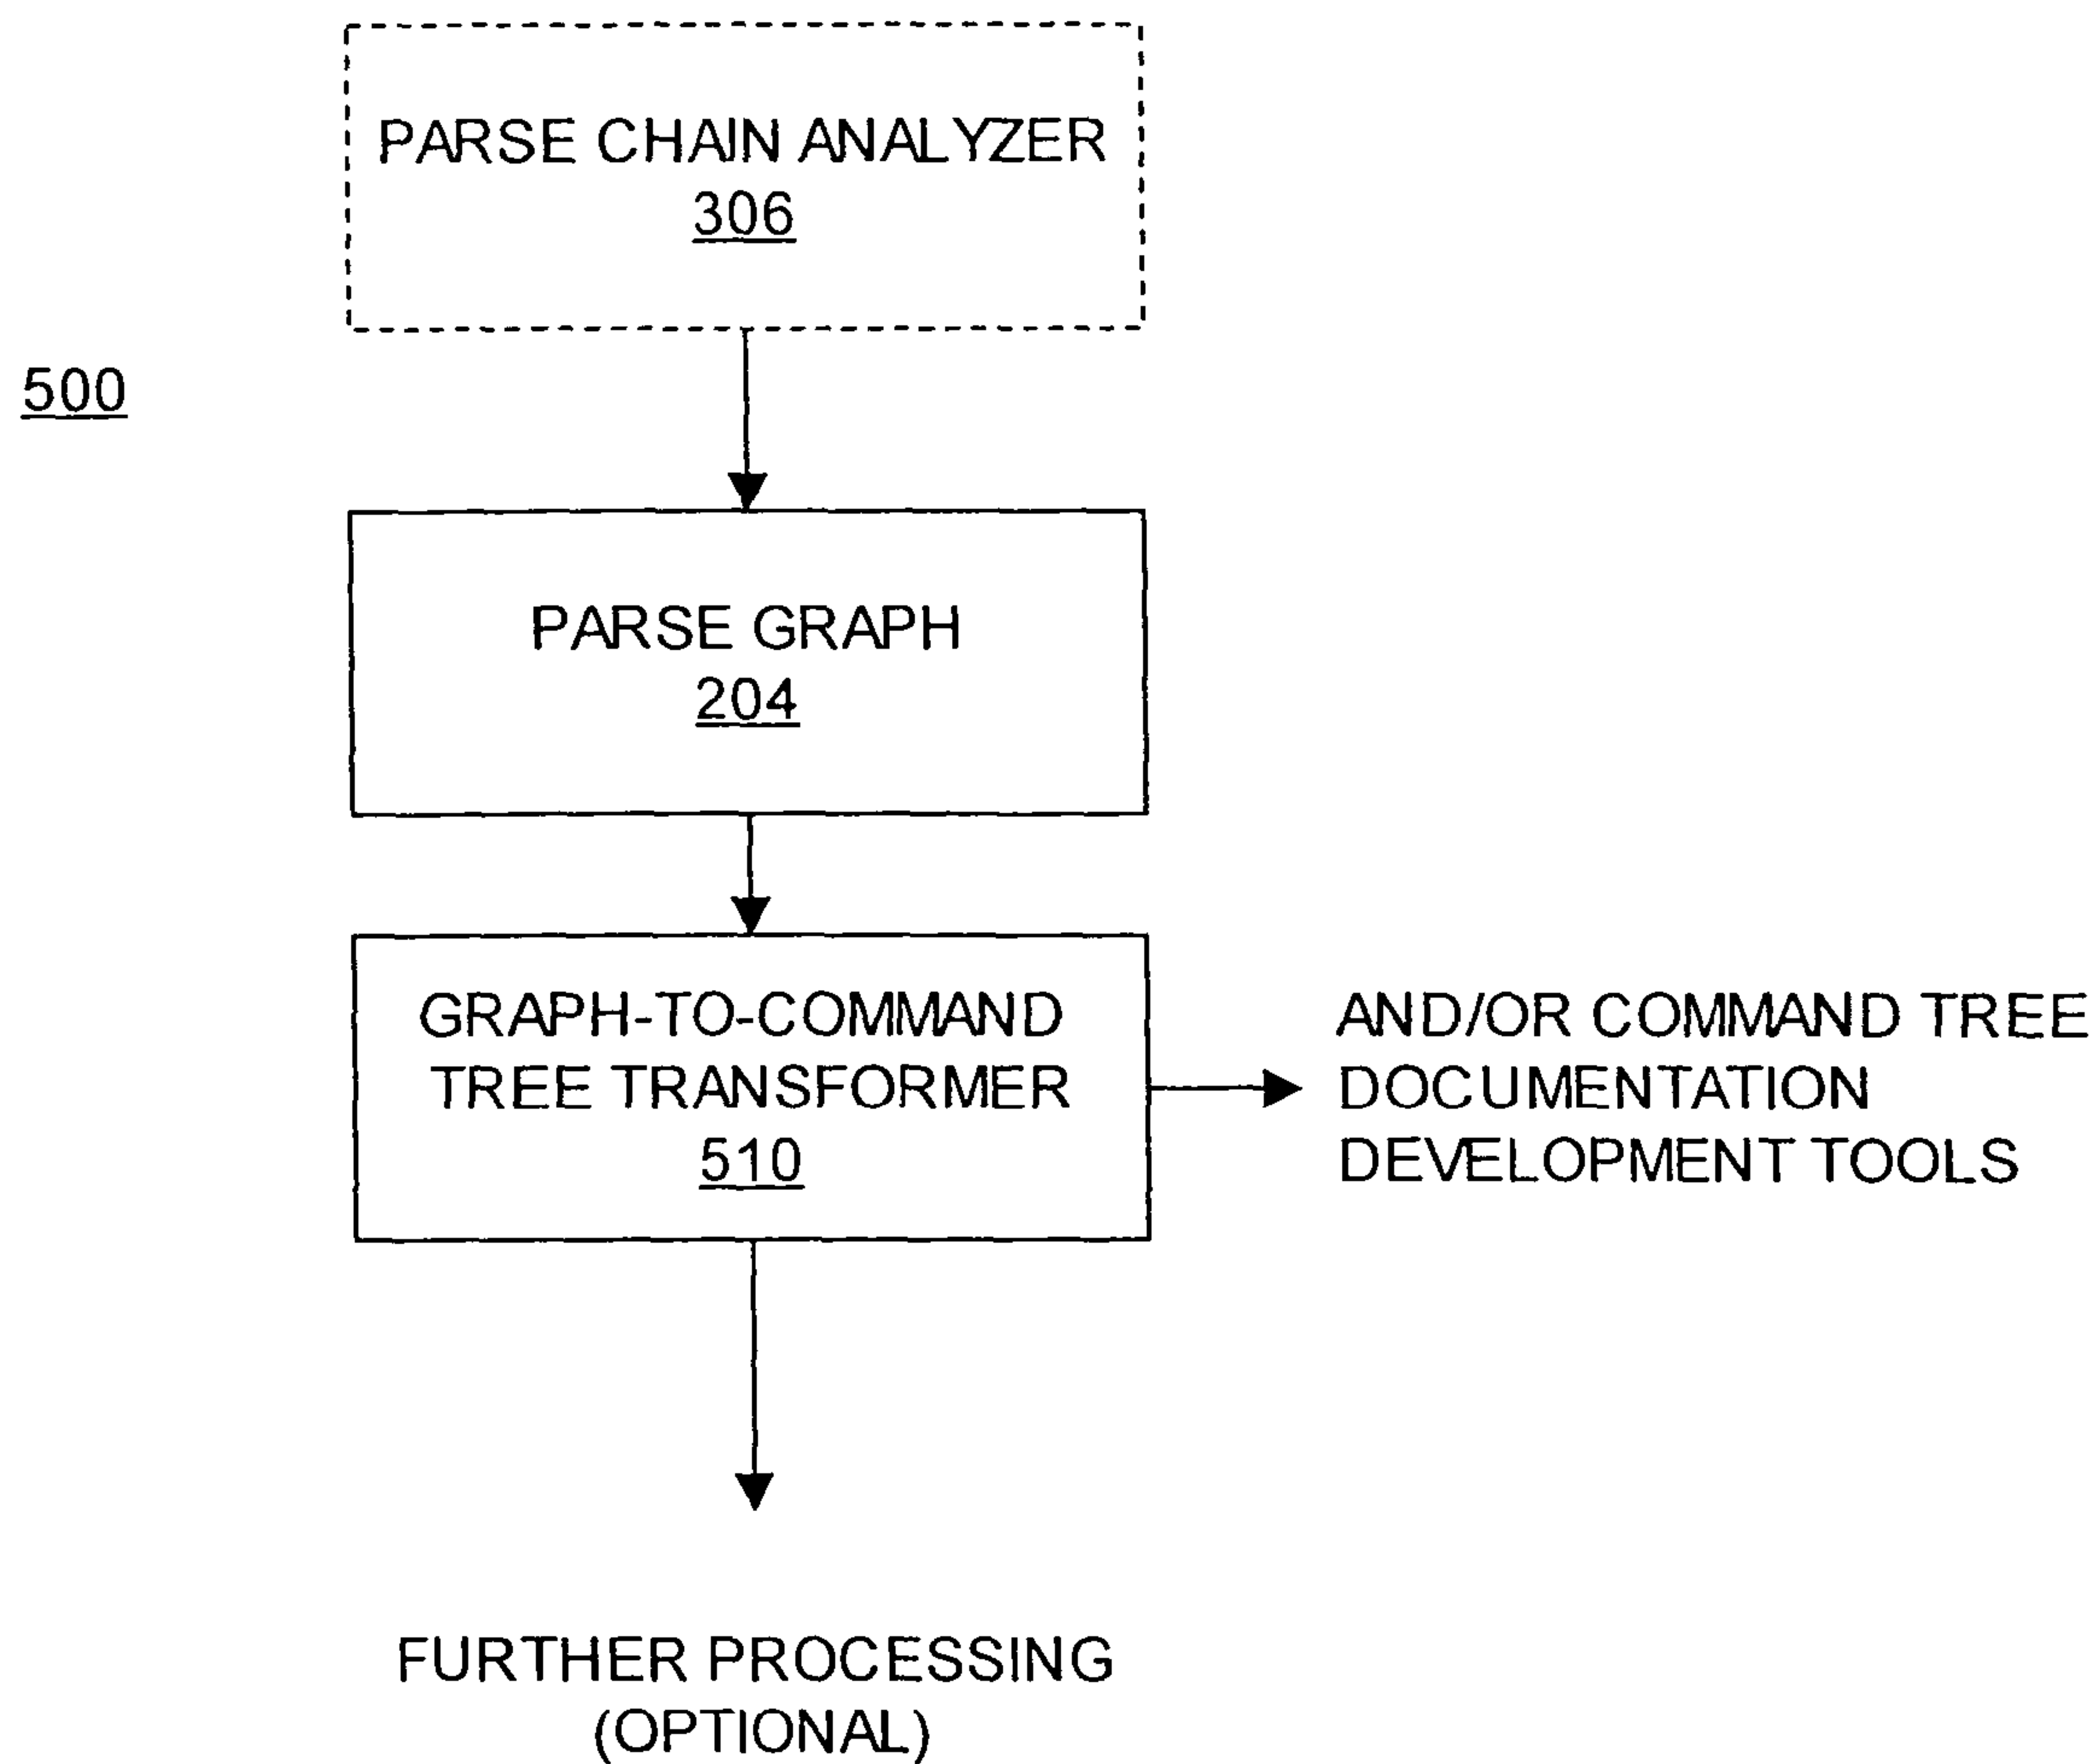 PARSE CHAIN ANALYZER
306
500
PARSE GRAPH
204
GRAPH-TO-COMMAND
TREE TRANSFORMER
510
AND/OR COMMAND TREE
DOCUMENTATION
DEVELOPMENT TOOLS
FURTHER PROCESSING
(OPTIONAL)